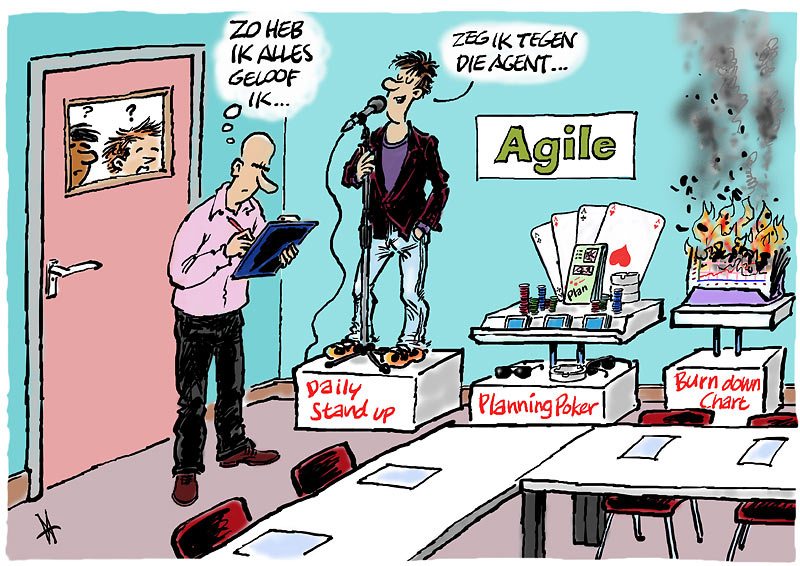 ZO HEB
IK ALLES
GELOOF
IK...
ZEG IK TEGEN
DIE AGENT...
? ?
Agile
Plan
Daily
Stand up
Planning Poker
Burn down
Chart